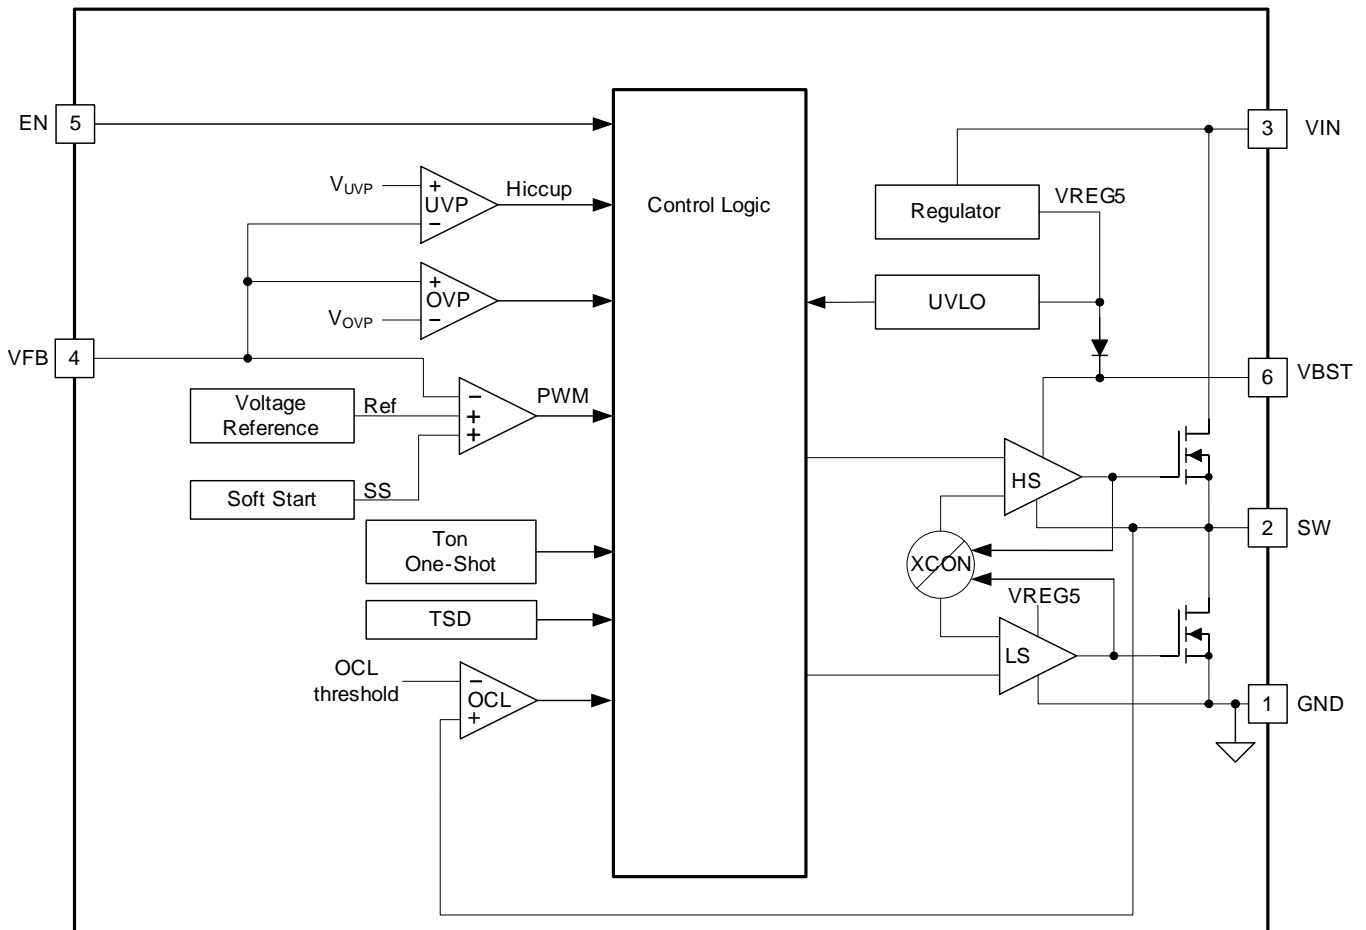 EN 5
VUVP
+
UVP
−
Hiccup
Control Logic
Regulator
VREG5
3 VIN
+
OVP
−
VOVP
UVLO
VFB 4
6 VBST
Voltage
Reference
Ref
−
+
+
PWM
Soft Start
SS
HS
2 SW
Ton
One-Shot
XCON
TSD
VREG5
LS
OCL
threshold
−
OCL
+
1 GND